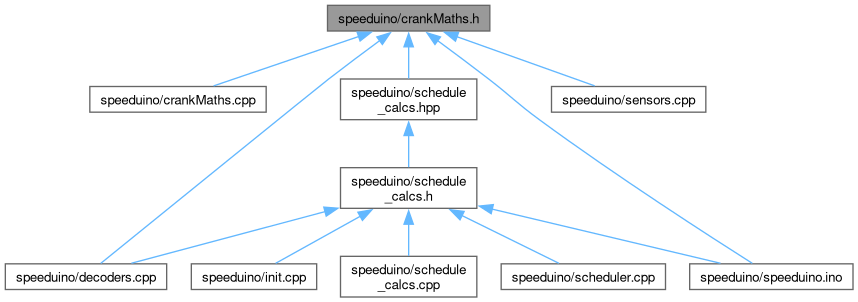 speeduino/crankMaths.h
speeduino/crankMaths.cpp
speeduino/schedule
_calcs.hpp
speeduino/sensors.cpp
speeduino/schedule
_calcs.h
speeduino/decoders.cpp
speeduino/init.cpp
speeduino/schedule
_calcs.cpp
speeduino/scheduler.cpp
speeduino/speeduino.ino